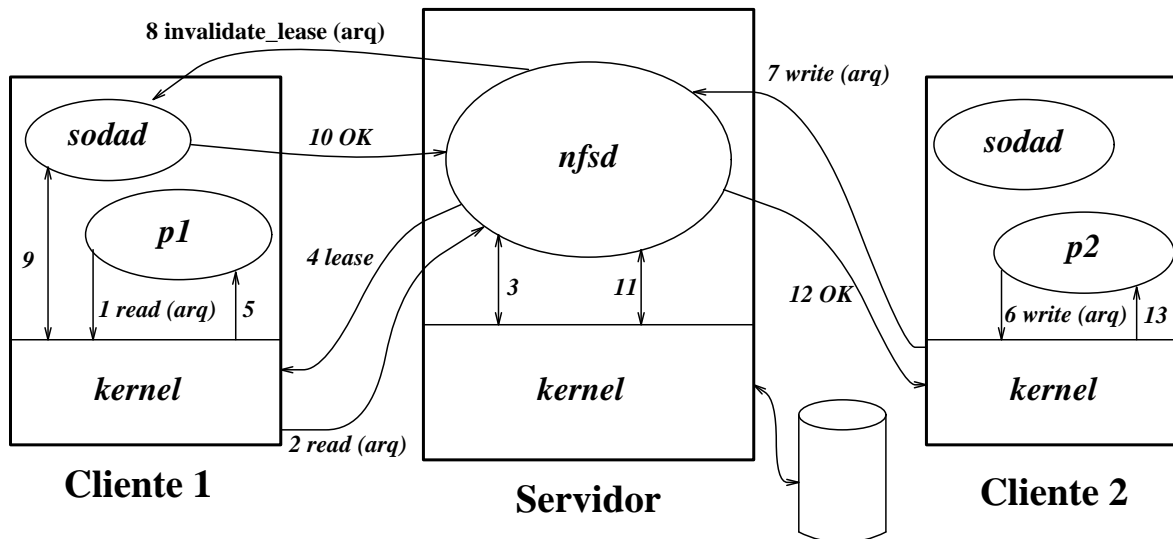 8 invalidate_lease (arq)
7 write (arq)
sodad
10 OK
nfsd
sodad
p1
4 lease
p2
9
3
11
12 OK
1 read (arq)
5
6 write (arq)
13
kernel
kernel
kernel
2 read (arq)
Cliente 1
Servidor
Cliente 2